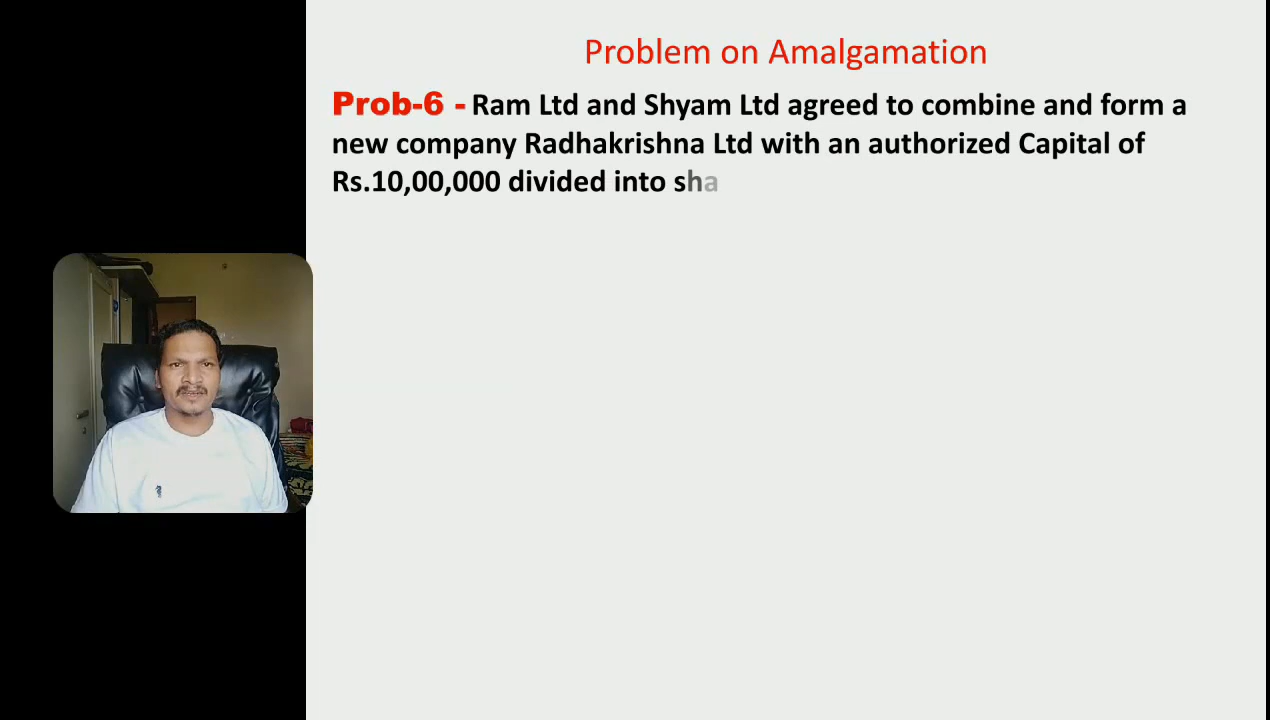 Problem on Amalgamation
Prob-6 - Ram Ltd and Shyam Ltd agreed to combine and form a
new company Radhakrishna Ltd with an authorized Capital of
Rs.10,00,000 divided into sha